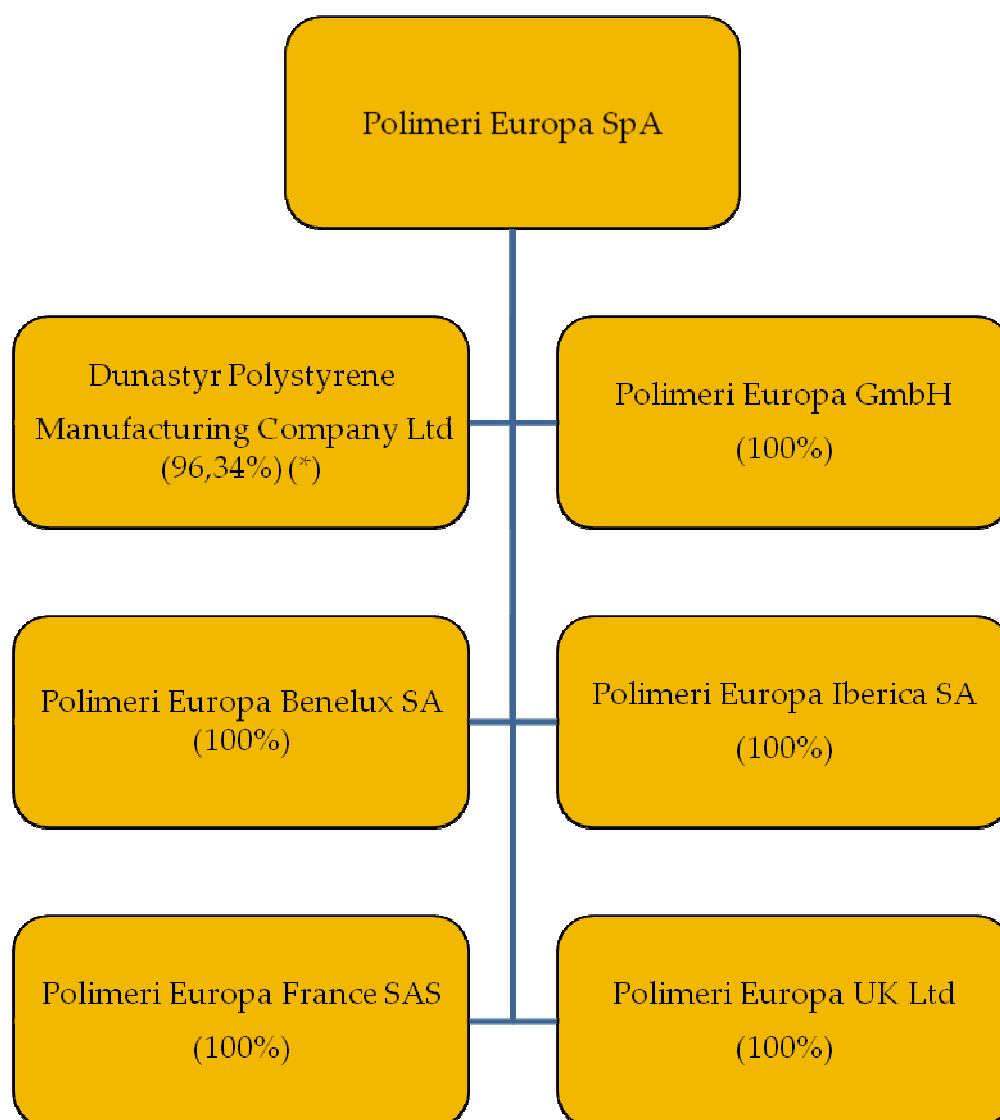 Polimeri Europa SpA
Dunastyr Polystyrene
Manufacturing Company Ltd
(96,34%) (*)
Polimeri Europa GmbH
(100%)
Polimeri Europa Benelux SA
(100%)
Polimeri Europa Iberica SA
(100%)
Polimeri Europa France SAS
(100%)
Polimeri Europa UK Ltd
(100%)